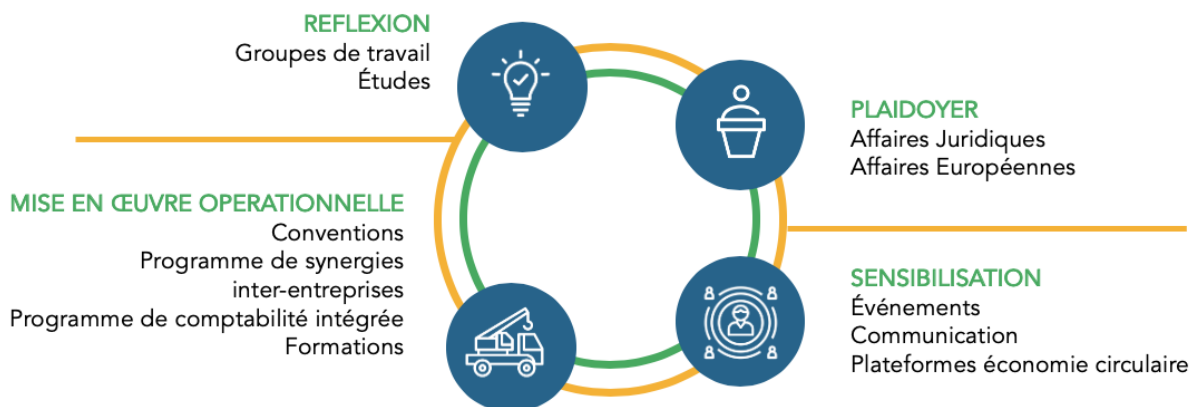 REFLEXION
Groupes de travail
Études
PLAIDOYER
Affaires Juridiques
Affaires Européennes
MISE EN ŒUVRE OPERATIONNELLE
Conventions
Programme de synergies
inter-entreprises
Programme de comptabilité intégrée
Formations
SENSIBILISATION
Événements
Communication
Plateformes économie circulaire